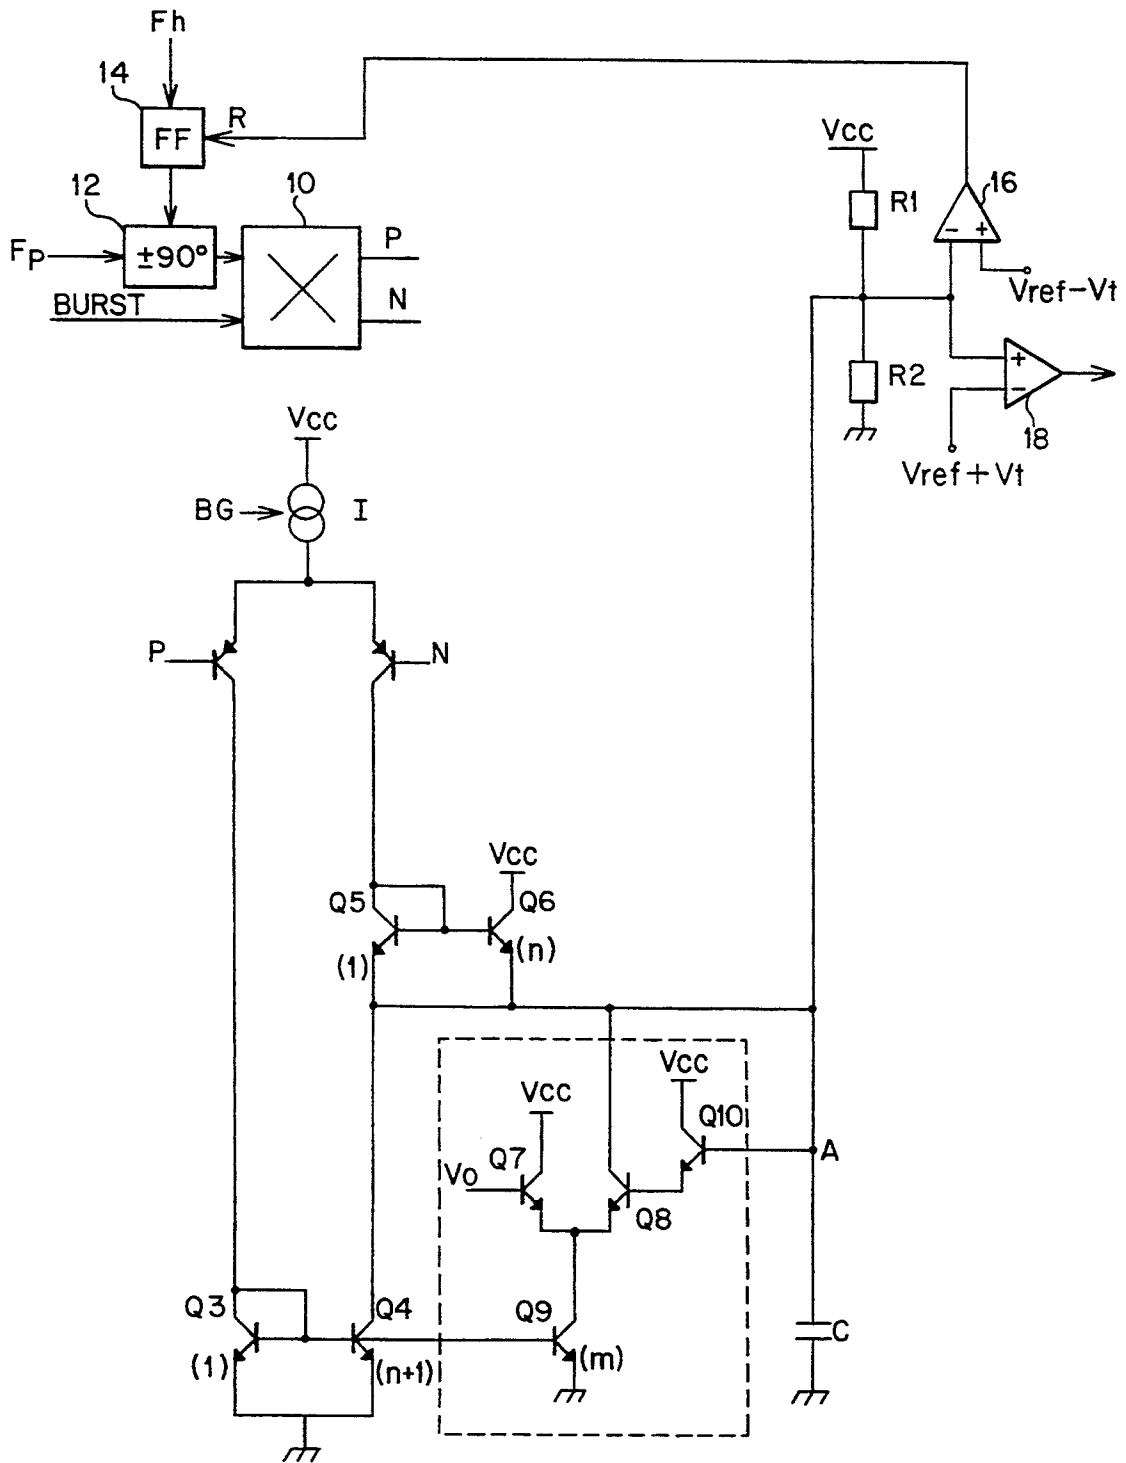 Fh
14
FF
R
12
10
Fp
±90°
P
BURST
N
Vcc
R1
16
- +
Vref-Vt
R2
+
-
18
Vref+Vt
Vcc
BG
I
P
N
Vcc
Q5
Q6
(1)
(n)
Vcc
Vcc
Q10
Q7
A
Vo
Q8
Q3
Q4
Q9
C
(1)
(n+1)
(m)